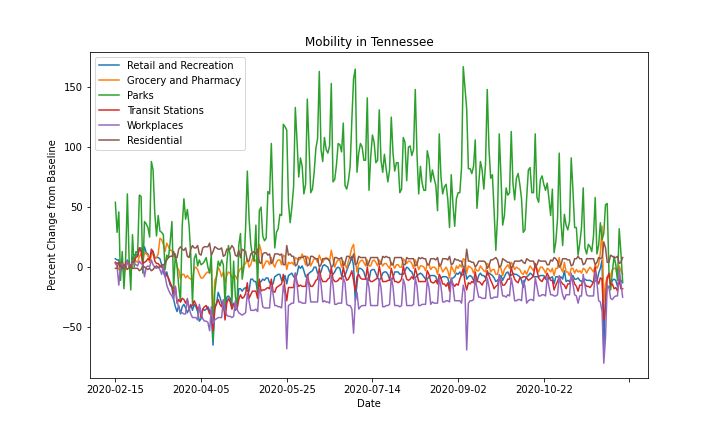 Mobility in Tennessee
Retail and Recreation
Grocery and Pharmacy
Parks
Transit Stations
Workplaces
Residential
150
100
50
0
−50
Percent Change from Baseline
2020-02-15 2020-04-05 2020-05-25 2020-07-14 2020-09-02 2020-10-22
Date